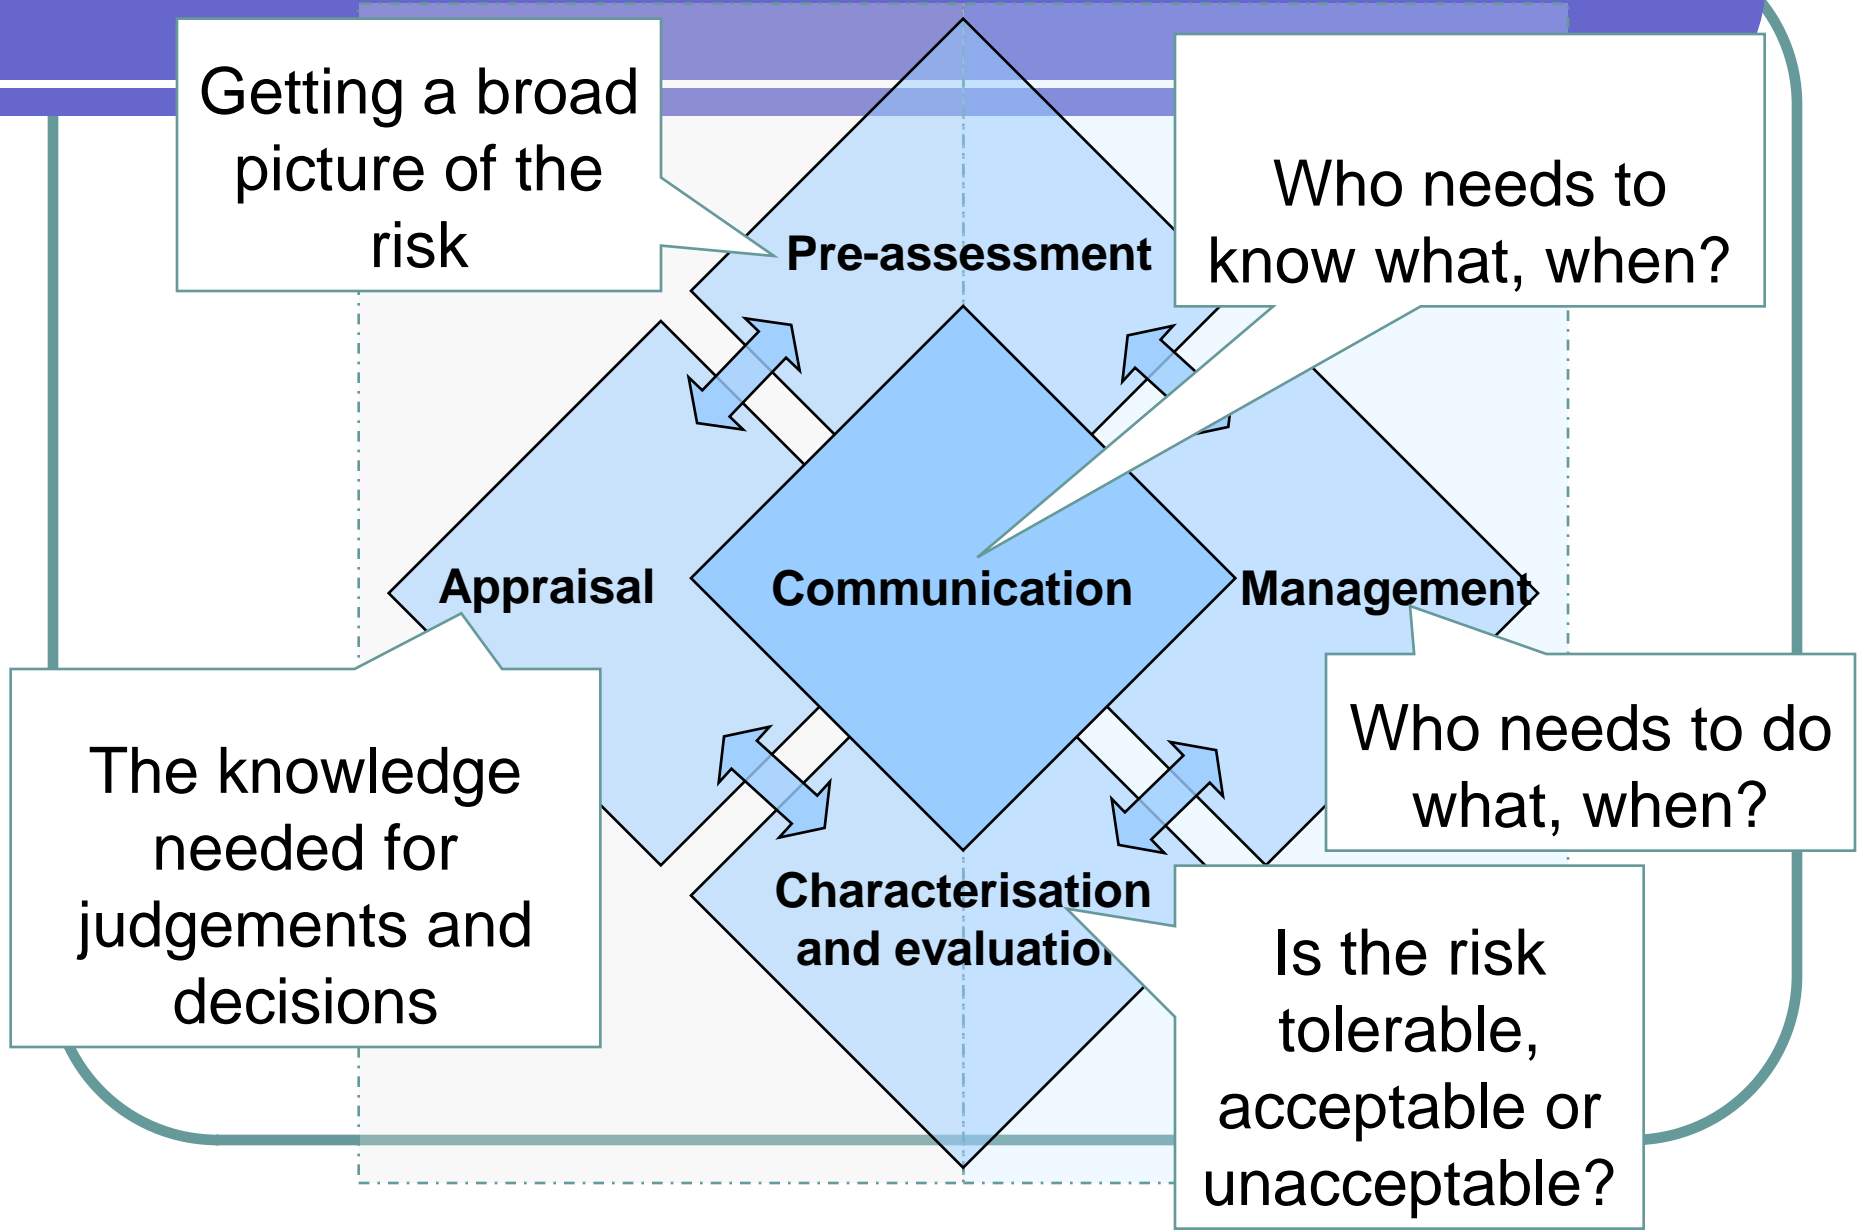 Getting a broad
picture of the
risk
Who needs to
know what, when?
Pre-assessment
Appraisal
Communication
Management
The knowledge
needed for
judgements and
decisions
Who needs to do
what, when?
Characterisation
and evaluation
Is the risk
tolerable,
acceptable or
unacceptable?